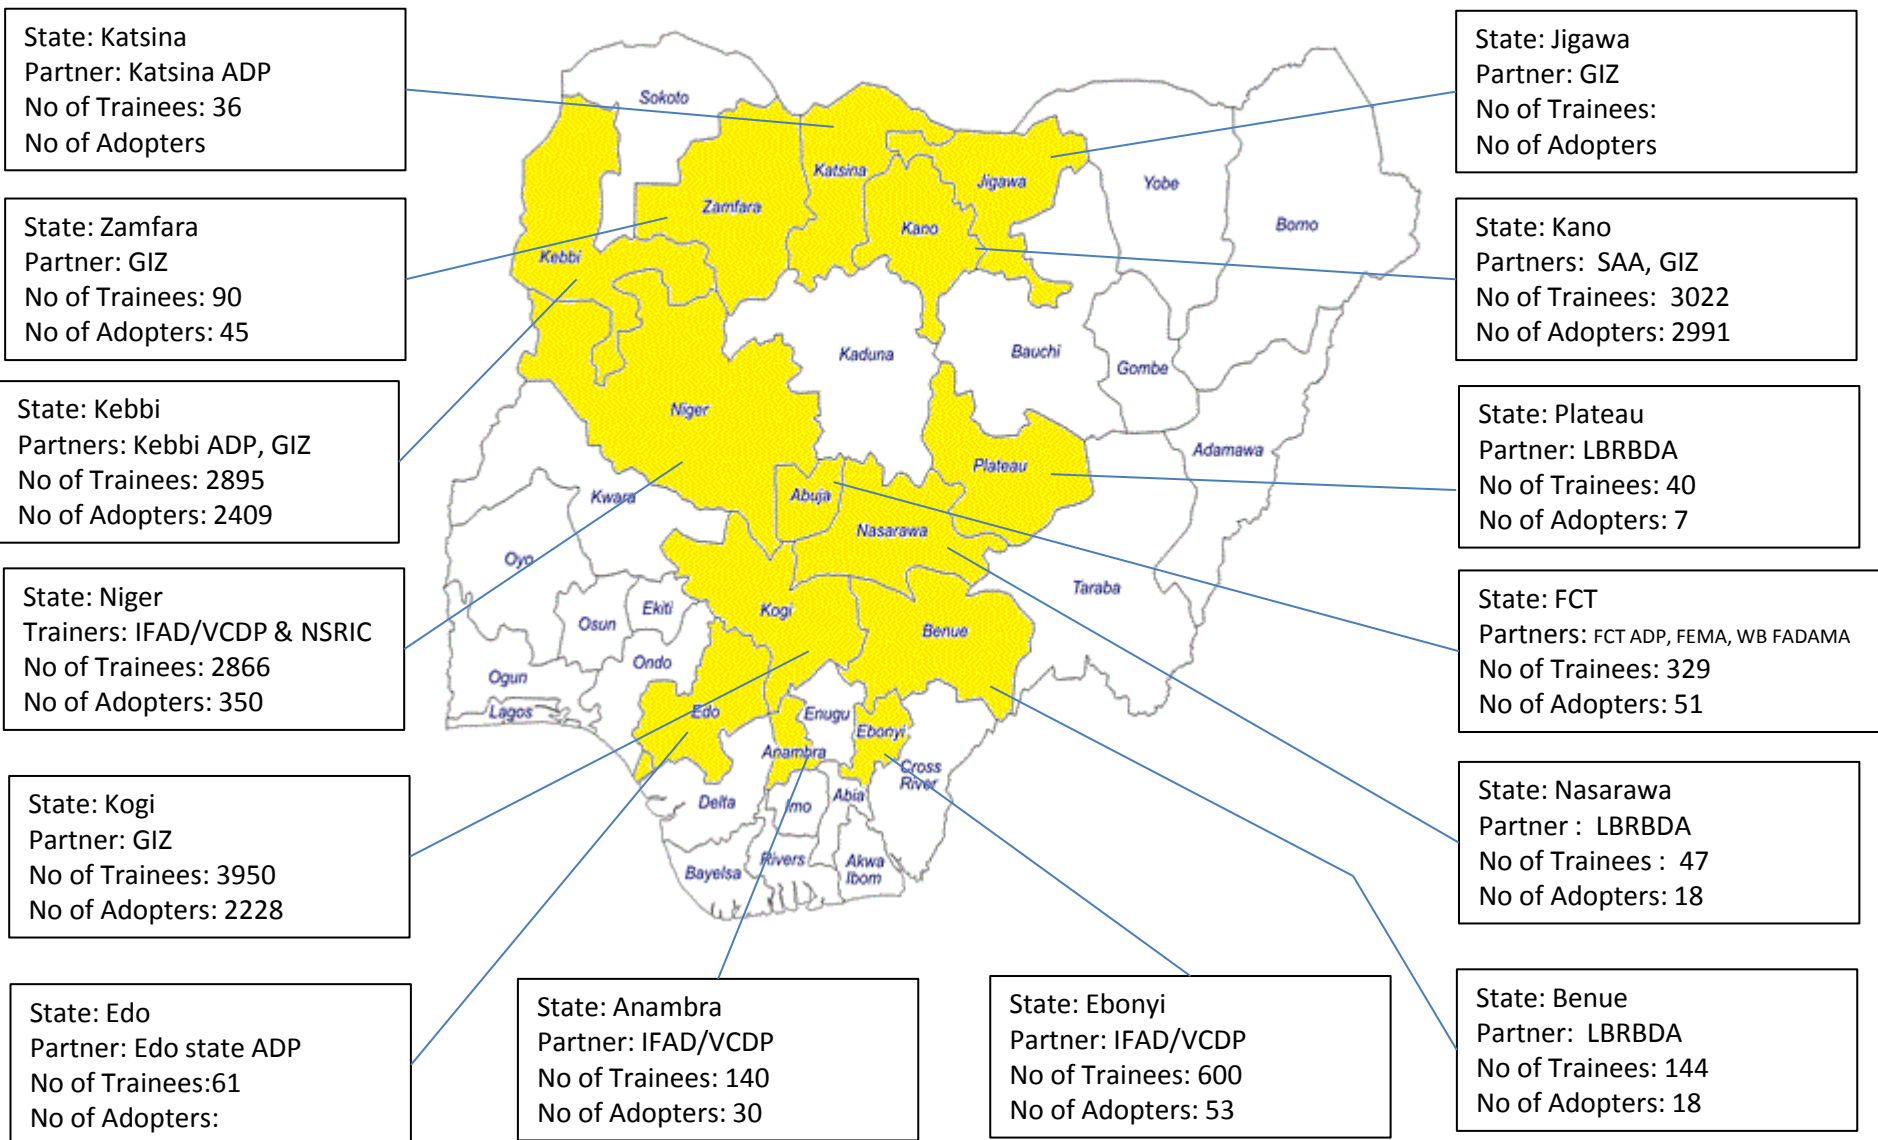 State: Katsina
Partner: Katsina ADP
No of Trainees: 36
No of Adopters
State: Zamfara
Partner: GIZ
No of Trainees: 90
No of Adopters: 45
State: Kebbi
Partners: Kebbi ADP, GIZ
No of Trainees: 2895
No of Adopters: 2409
State: Niger
Trainers: IFAD/VCDP & NSRIC
No of Trainees: 2866
No of Adopters: 350
State: Kogi
Partner: GIZ
No of Trainees: 3950
No of Adopters: 2228
State: Edo
Partner: Edo state ADP
No of Trainees:61
No of Adopters:
State: Anambra
Partner: IFAD/VCDP
No of Trainees: 140
No of Adopters: 30
State: Ebonyi
Partner: IFAD/VCDP
No of Trainees: 600
No of Adopters: 53
State: Jigawa
Partner: GIZ
No of Trainees:
No of Adopters
State: Kano
Partners: SAA, GIZ
No of Trainees: 3022
No of Adopters: 2991
State: Plateau
Partner: LBRBDA
No of Trainees: 40
No of Adopters: 7
State: FCT
Partners: FCT ADP, FEMA, WB FADAMA
No of Trainees: 329
No of Adopters: 51
State: Nasarawa
Partner : LBRBDA
No of Trainees : 47
No of Adopters: 18
State: Benue
Partner: LBRBDA
No of Trainees: 144
No of Adopters: 18
Sokoto
Katsina
Jigawa
Yobe
Zamfara
Kano
Borno
Kebbi
Kaduna
Bauchi
Gombe
Niger
Plateau
Adamawa
Kwara
Abuja
Nasarawa
Oyo
Taraba
Osun
Ekiti
Kogi
Benue
Ogun
Ondo
Lagos
Edo
Enugu
Ebonyi
Anambra
Cross
River
Delta
Imo
Abia
Bayelsa
Rivers
Akwa
Ibom